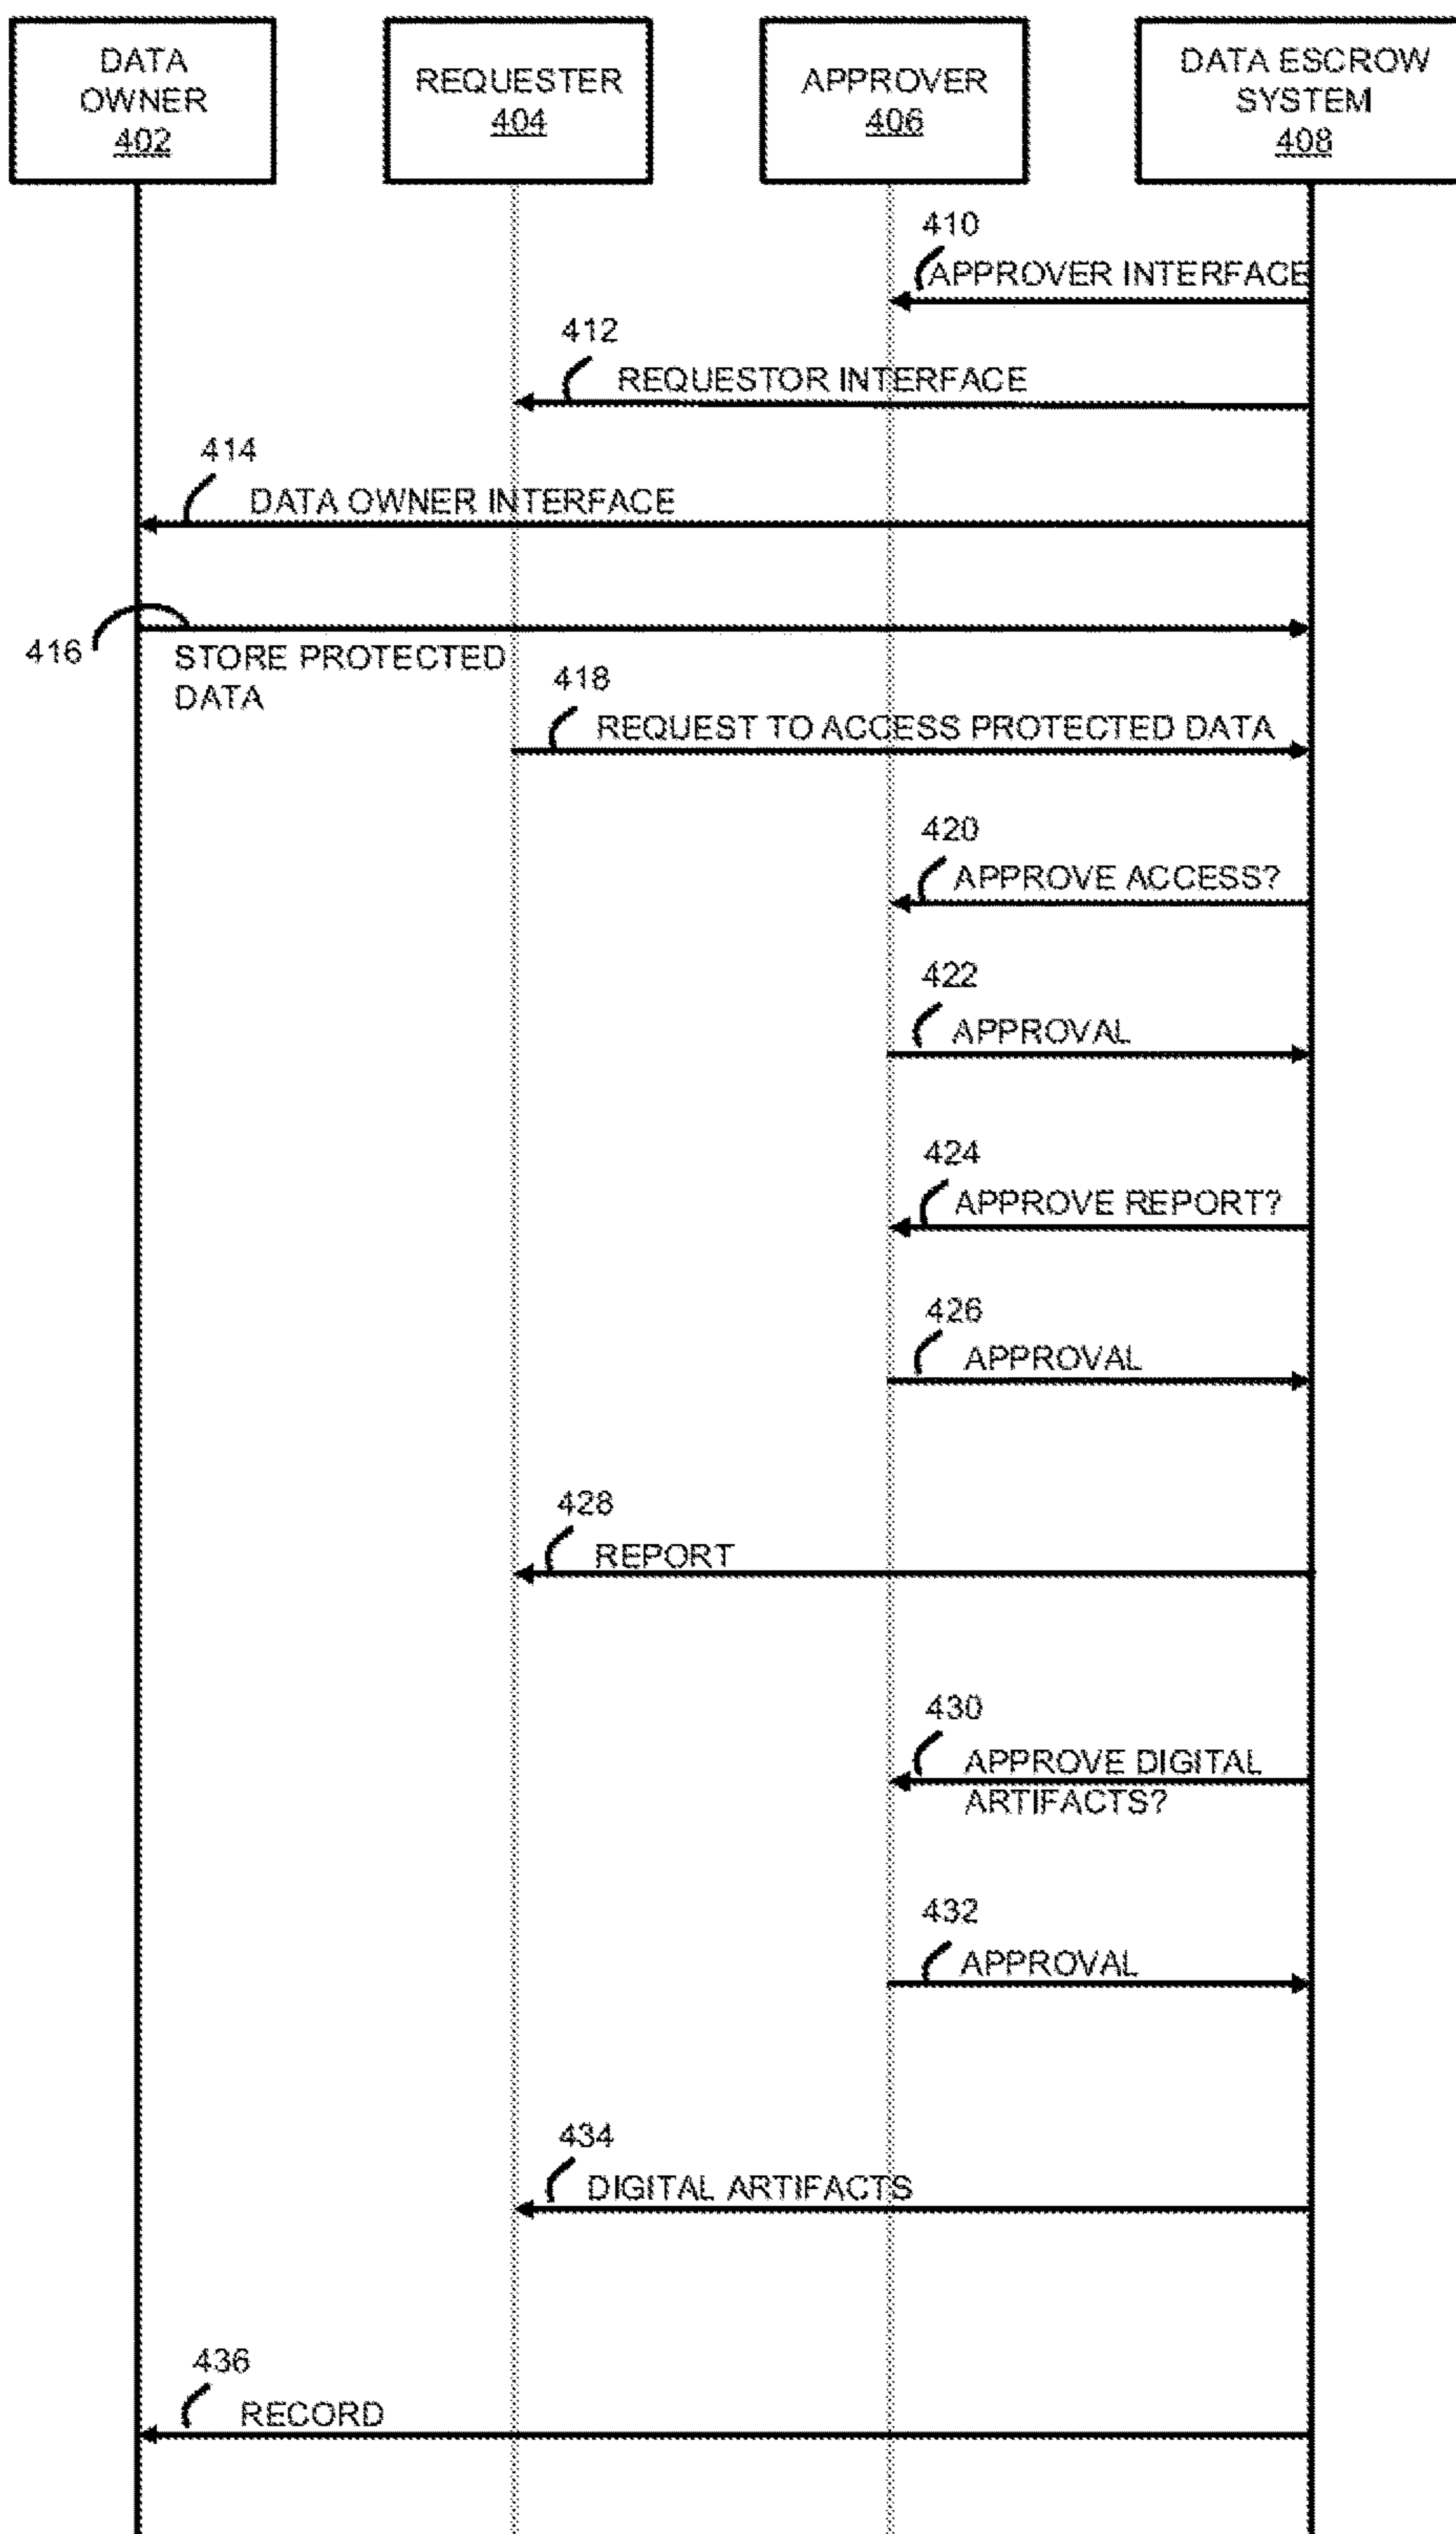 DATA
OWNER
402
REQUESTER
404
APPROVER
406
DATA ESCROW
SYSTEM
408
410
APPROVER INTERFACE
412
REQUESTOR INTERFACE
414
DATA OWNER INTERFACE
416
STORE PROTECTED
DATA
418
REQUEST TO ACCESS PROTECTED DATA
420
APPROVE ACCESS?
422
APPROVAL
424
APPROVE REPORT?
426
APPROVAL
428
REPORT
430
APPROVE DIGITAL
ARTIFACTS?
432
APPROVAL
434
DIGITAL ARTIFACTS
436
RECORD